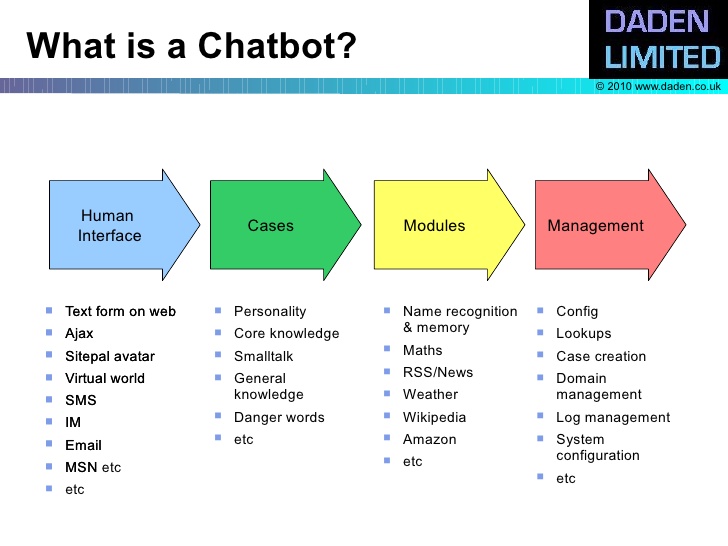 What is a Chatbot?
DADEN
LIMITED
© 2010 www.daden.co.uk
Human
Interface
Cases
Modules
Management
Text form on web
Ajax
Sitepal avatar
Virtual world
SMS
IM
Email
MSN etc
etc
Personality
Core knowledge
Smalltalk
General
knowledge
Danger words
etc
Name recognition
& memory
Maths
RSS/News
Weather
Wikipedia
Amazon
etc
Config
Lookups
Case creation
Domain
management
Log management
System
configuration
etc